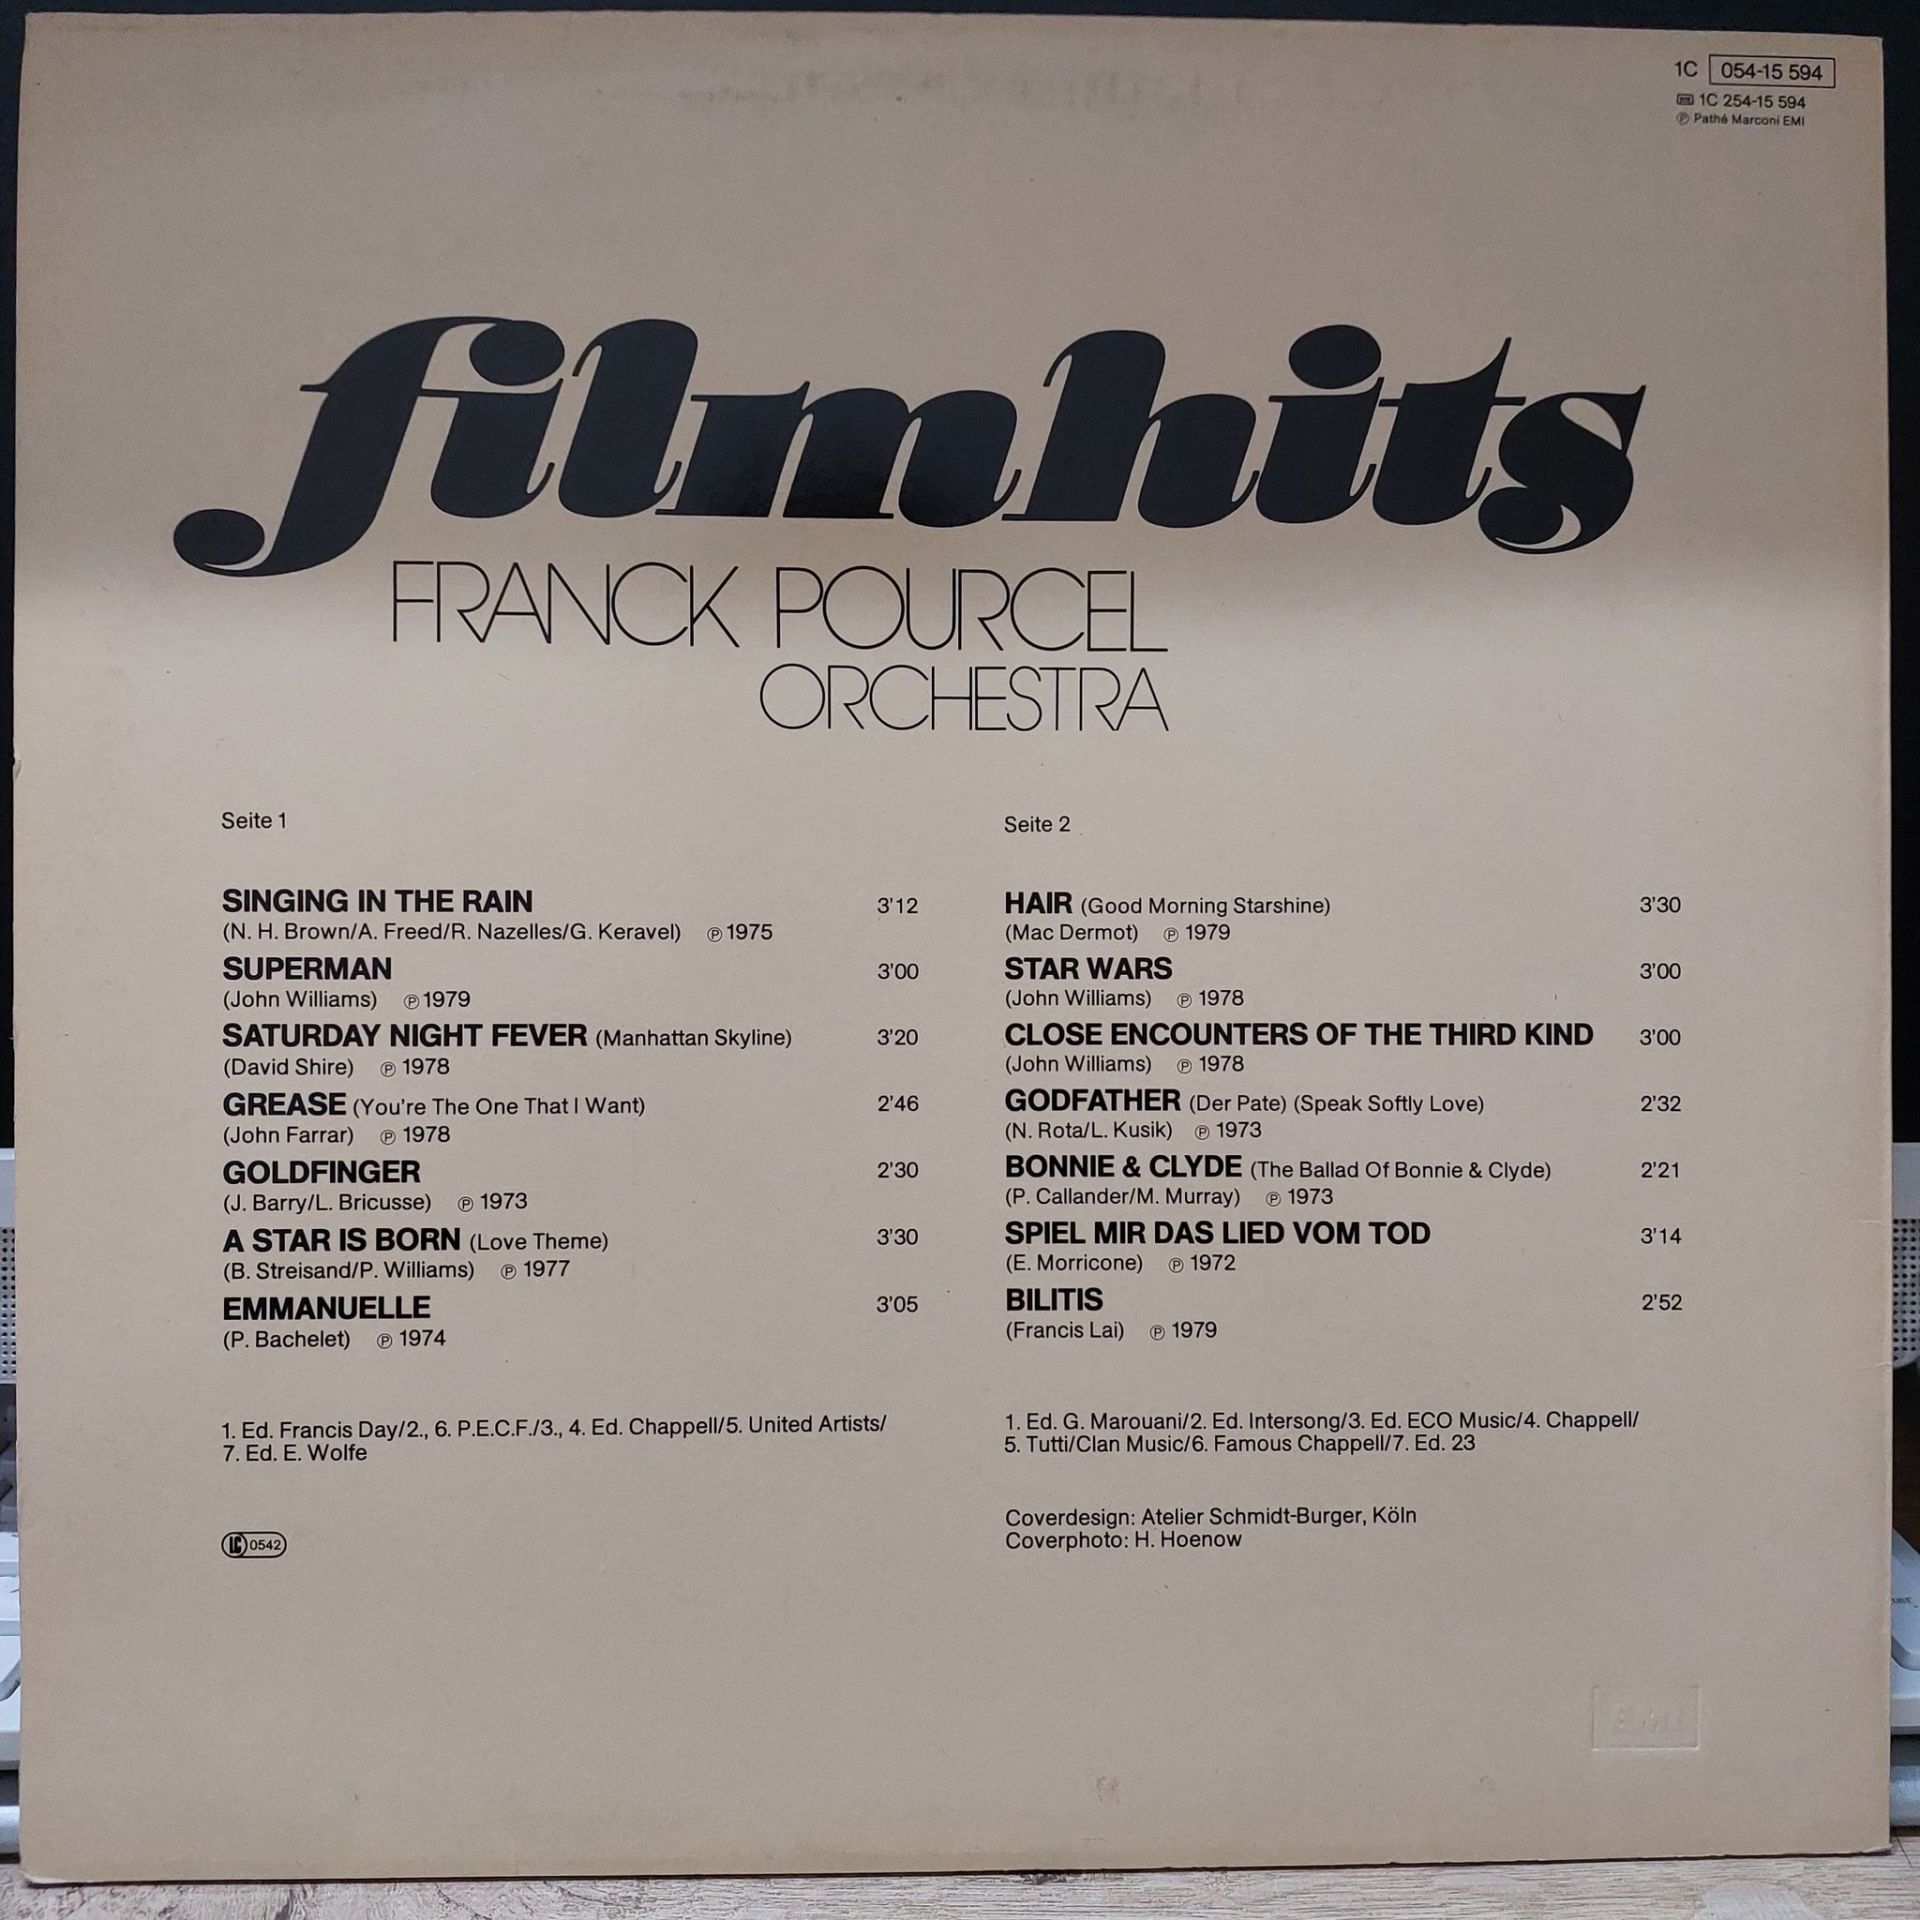 1C 054-15 594
1C 254-15 594
℗ Pathé Marconi EMI
filmhits
FRANCK POURCEL
ORCHESTRA
Seite 1
SINGING IN THE RAIN 3'12
(N. H. Brown/A. Freed/R. Nazelles/G. Keravel) ℗ 1975
SUPERMAN 3'00
(John Williams) ℗ 1979
SATURDAY NIGHT FEVER (Manhattan Skyline) 3'20
(David Shire) ℗ 1978
GREASE (You're The One That I Want) 2'46
(John Farrar) ℗ 1978
GOLDFINGER 2'30
(J. Barry/L. Bricusse) ℗ 1973
A STAR IS BORN (Love Theme) 3'30
(B. Streisand/P. Williams) ℗ 1977
EMMANUELLE 3'05
(P. Bachelet) ℗ 1974
1. Ed. Francis Day/2., 6. P.E.C.F./3., 4. Ed. Chappell/5. United Artists/
7. Ed. E. Wolfe
LC 0542
Seite 2
HAIR (Good Morning Starshine) 3'30
(Mac Dermot) ℗ 1979
STAR WARS 3'00
(John Williams) ℗ 1978
CLOSE ENCOUNTERS OF THE THIRD KIND 3'00
(John Williams) ℗ 1978
GODFATHER (Der Pate) (Speak Softly Love) 2'32
(N. Rota/L. Kusik) ℗ 1973
BONNIE & CLYDE (The Ballad Of Bonnie & Clyde) 2'21
(P. Callander/M. Murray) ℗ 1973
SPIEL MIR DAS LIED VOM TOD 3'14
(E. Morricone) ℗ 1972
BILITIS 2'52
(Francis Lai) ℗ 1979
1. Ed. G. Marouani/2. Ed. Intersong/3. Ed. ECO Music/4. Chappell/
5. Tutti/Clan Music/6. Famous Chappell/7. Ed. 23
Coverdesign: Atelier Schmidt-Burger, Köln
Coverphoto: H. Hoenow
EMI